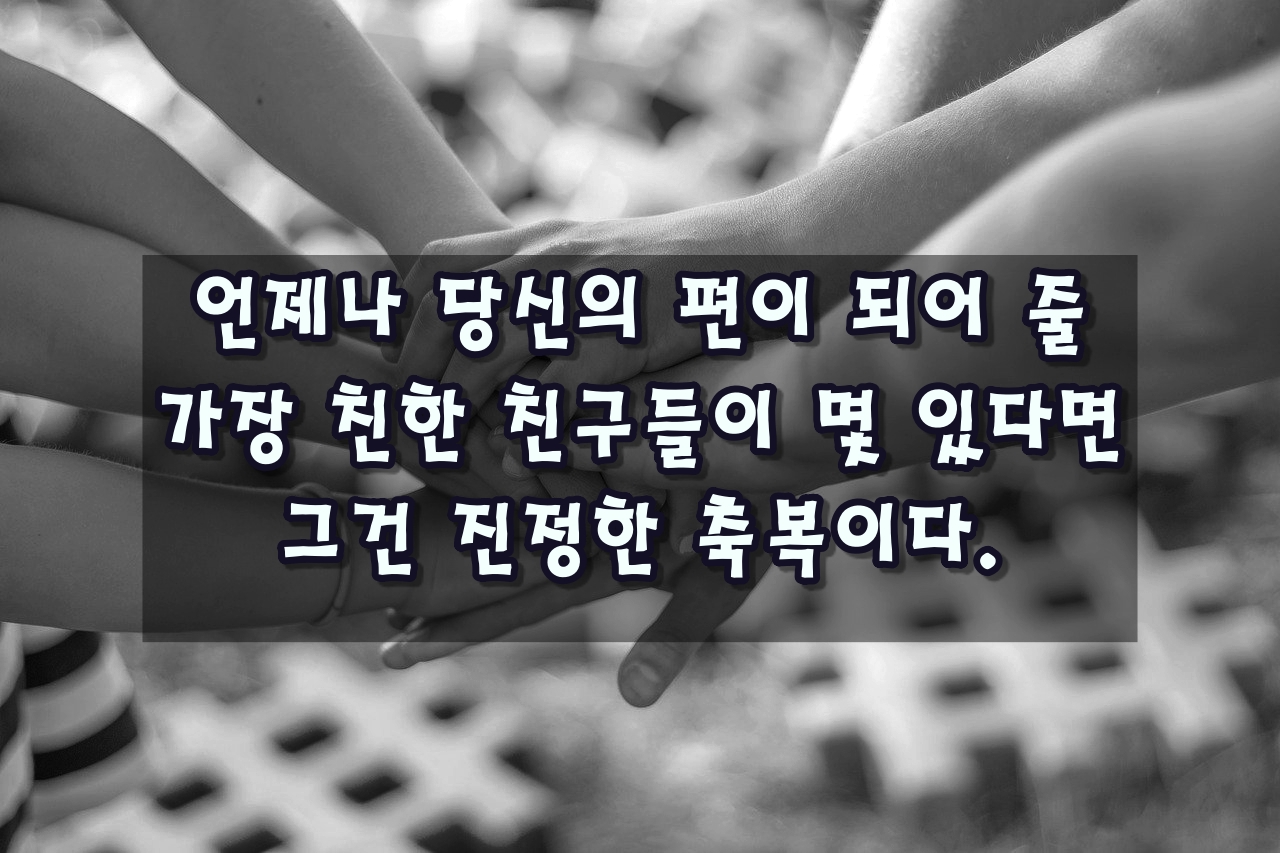 언제나 당신의 편이 되어 줄
가장 친한 친구들이 몇 있다면
그건 진정한 축복이다.